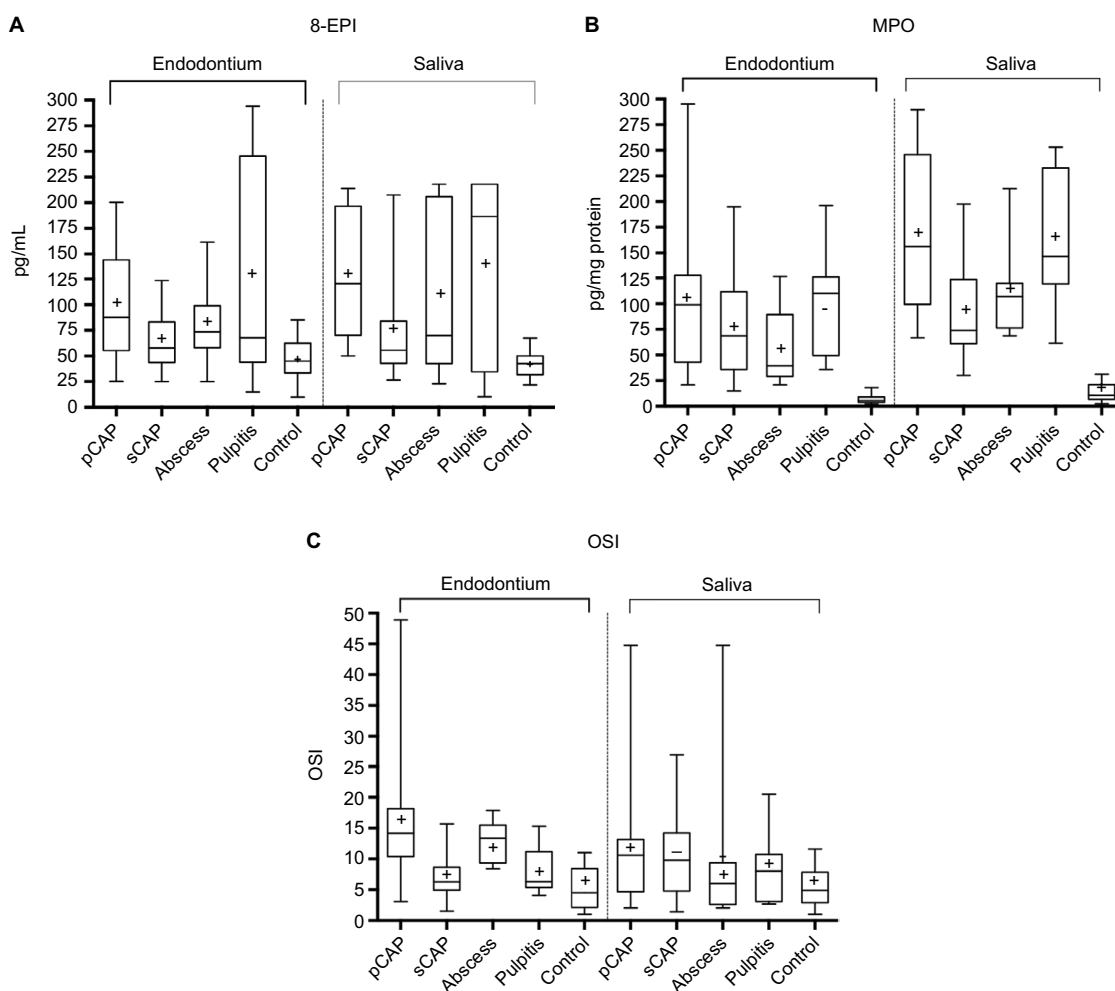 A
8-EPI
Endodontium
Saliva
300
275
250
225
200
175
150
125
100
75
50
25
0
pg/mL
pCAP
sCAP
Abscess
Pulpitis
Control
pCAP
sCAP
Abscess
Pulpitis
Control
B
MPO
Endodontium
Saliva
300
275
250
225
200
175
150
125
100
75
50
25
0
pg/mg protein
pCAP
sCAP
Abscess
Pulpitis
Control
pCAP
sCAP
Abscess
Pulpitis
Control
C
OSI
Endodontium
Saliva
50
45
40
35
30
25
20
15
10
5
0
OSI
pCAP
sCAP
Abscess
Pulpitis
Control
pCAP
sCAP
Abscess
Pulpitis
Control